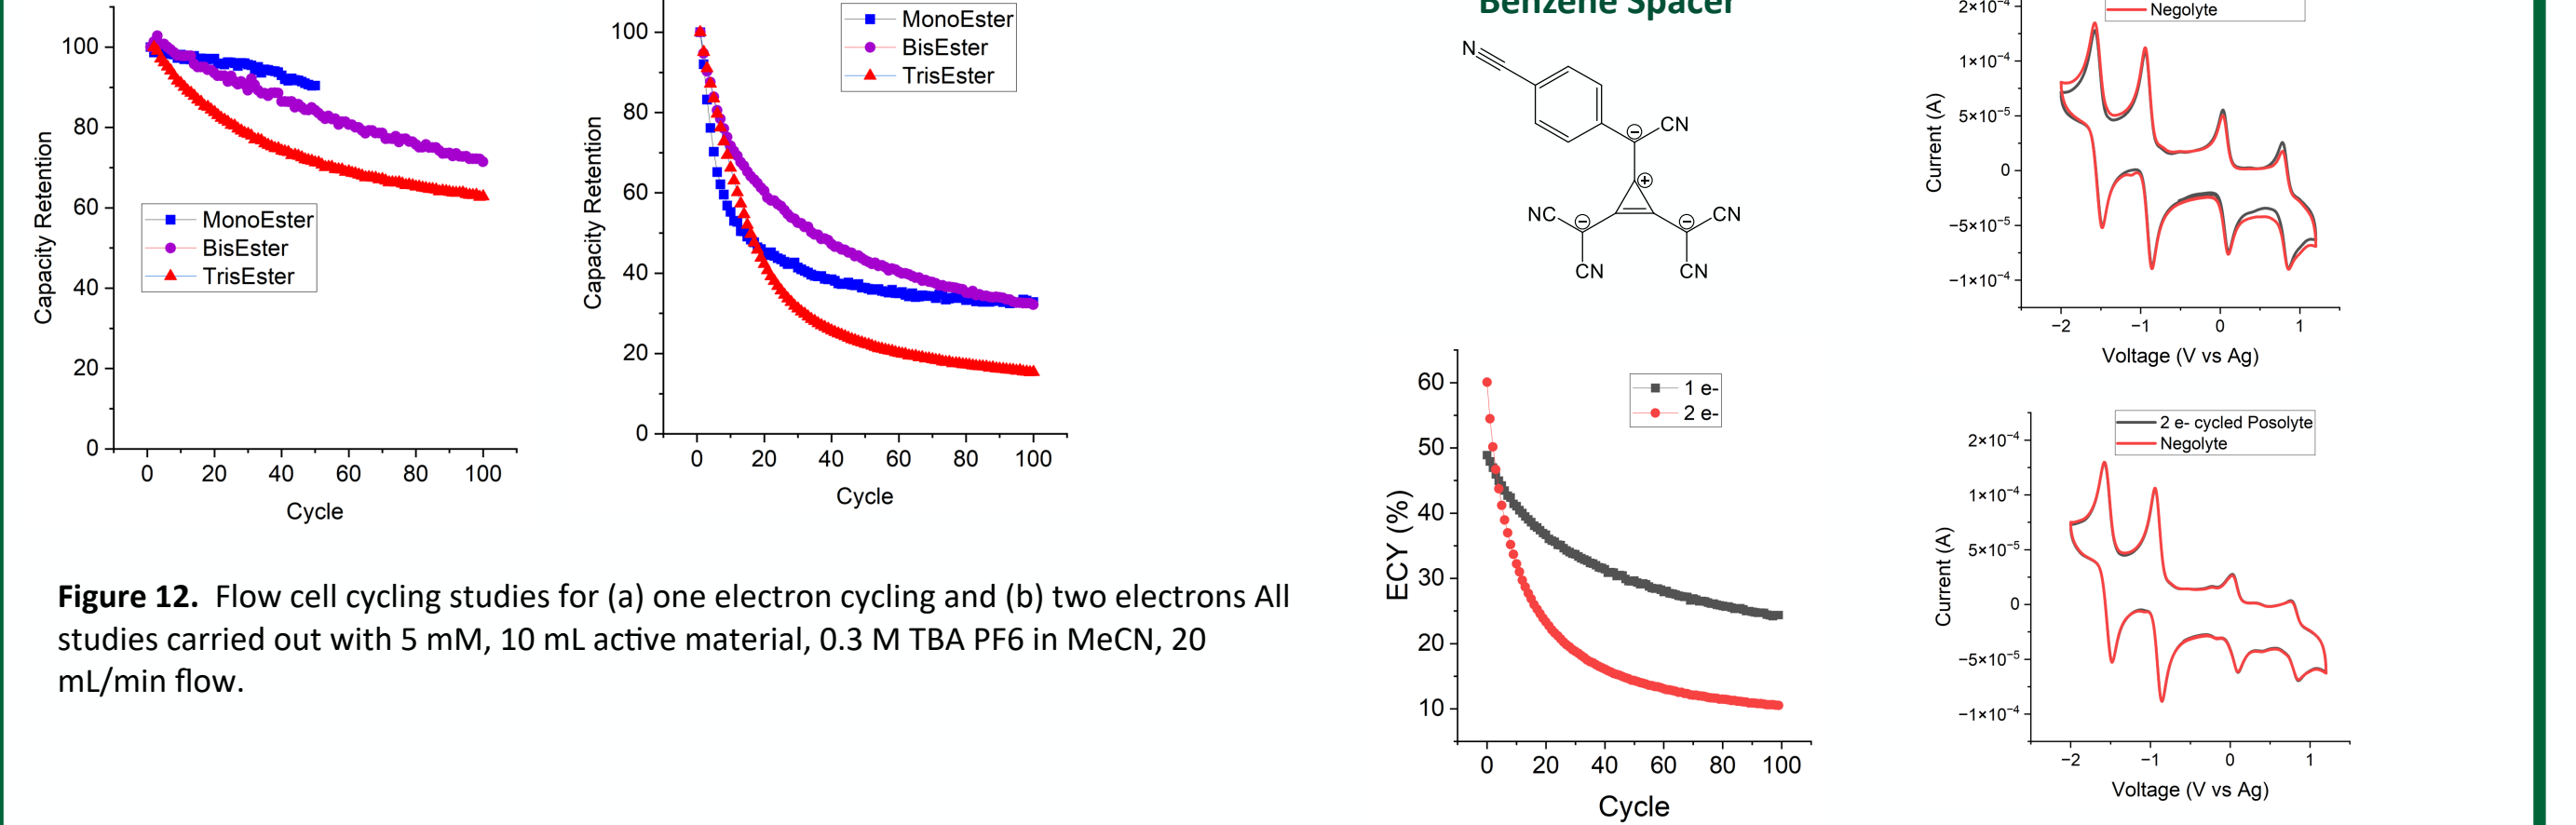 100
80
60
40
20
0
Capacity Retention
MonoEster
BisEster
TrisEster
0 20 40 60 80 100
Cycle
100
80
60
40
20
0
Capacity Retention
MonoEster
BisEster
TrisEster
0 20 40 60 80 100
Cycle
Figure 12. Flow cell cycling studies for (a) one electron cycling and (b) two electrons All
studies carried out with 5 mM, 10 mL active material, 0.3 M TBA PF6 in MeCN, 20
mL/min flow.
Benzene Spacer
N
CN
NC
CN
CN
CN
60
50
40
30
20
10
ECY (%)
1 e-
2 e-
0 20 40 60 80 100
Cycle
Negolyte
2×10⁻⁴
1×10⁻⁴
5×10⁻⁵
0
−5×10⁻⁵
−1×10⁻⁴
Current (A)
−2 −1 0 1
Voltage (V vs Ag)
2 e- cycled Posolyte
Negolyte
2×10⁻⁴
1×10⁻⁴
5×10⁻⁵
0
−5×10⁻⁵
−1×10⁻⁴
Current (A)
−2 −1 0 1
Voltage (V vs Ag)